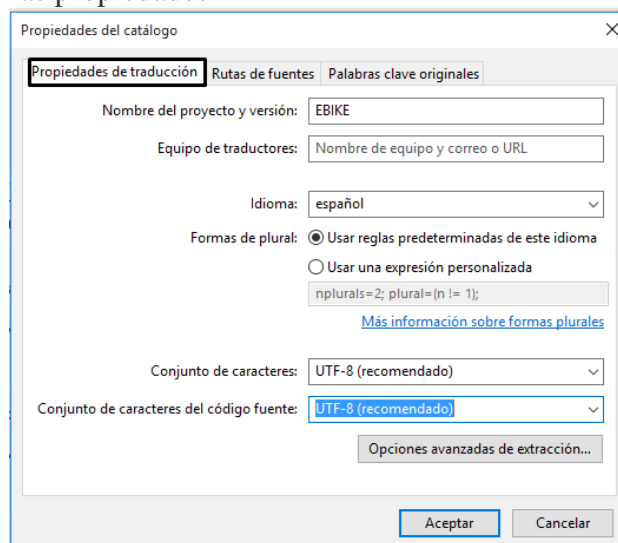 Propiedades del catálogo
Propiedades de traducción Rutas de fuentes Palabras clave originales
Nombre del proyecto y versión: EBIKE
Equipo de traductores: Nombre de equipo y correo o URL
Idioma: español
Formas de plural: Usar reglas predeterminadas de este idioma
Usar una expresión personalizada
nplurals=2; plural=(n != 1);
Más información sobre formas plurales
Conjunto de caracteres: UTF-8 (recomendado)
Conjunto de caracteres del código fuente: UTF-8 (recomendado)
Opciones avanzadas de extracción...
Aceptar Cancelar